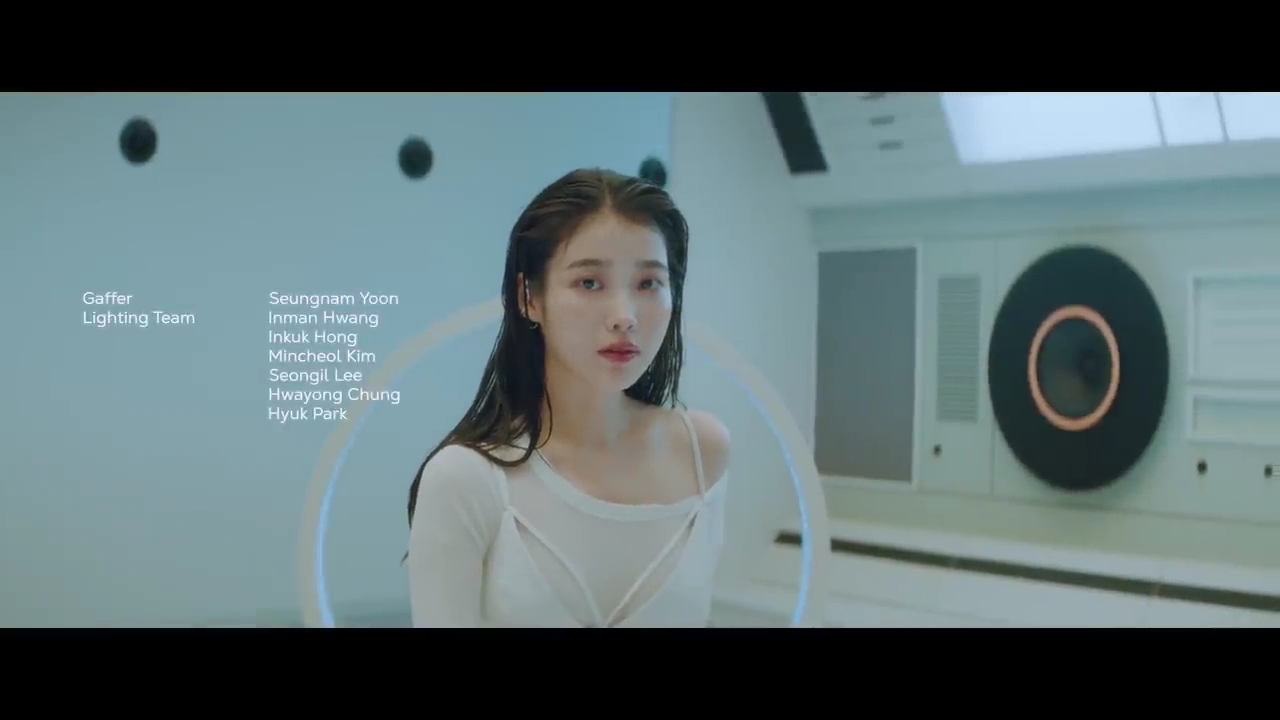 Gaffer
Lighting Team
Seungnam Yoon
Inman Hwang
Inkuk Hong
Mincheol Kim
Seongil Lee
Hwayong Chung
Hyuk Park